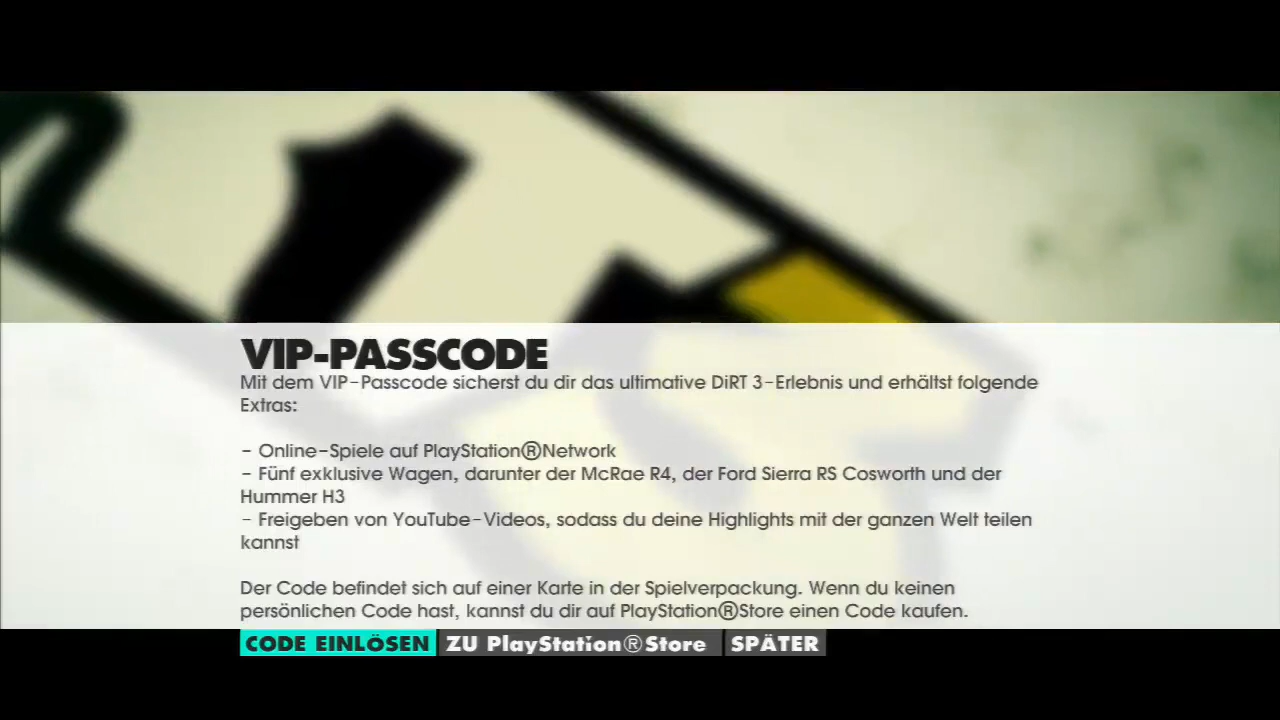 VIP-PASSCODE
Mit dem VIP-Passcode sicherst du dir das ultimative DiRT 3-Erlebnis und erhältst folgende
Extras:
- Online-Spiele auf PlayStation®Network
- Fünf exklusive Wagen, darunter der McRae R4, der Ford Sierra RS Cosworth und der
Hummer H3
- Freigeben von YouTube-Videos, sodass du deine Highlights mit der ganzen Welt teilen
kannst
Der Code befindet sich auf einer Karte in der Spielverpackung. Wenn du keinen
persönlichen Code hast, kannst du dir auf PlayStation®Store einen Code kaufen.
CODE EINLÖSEN ZU PlayStation®Store SPÄTER